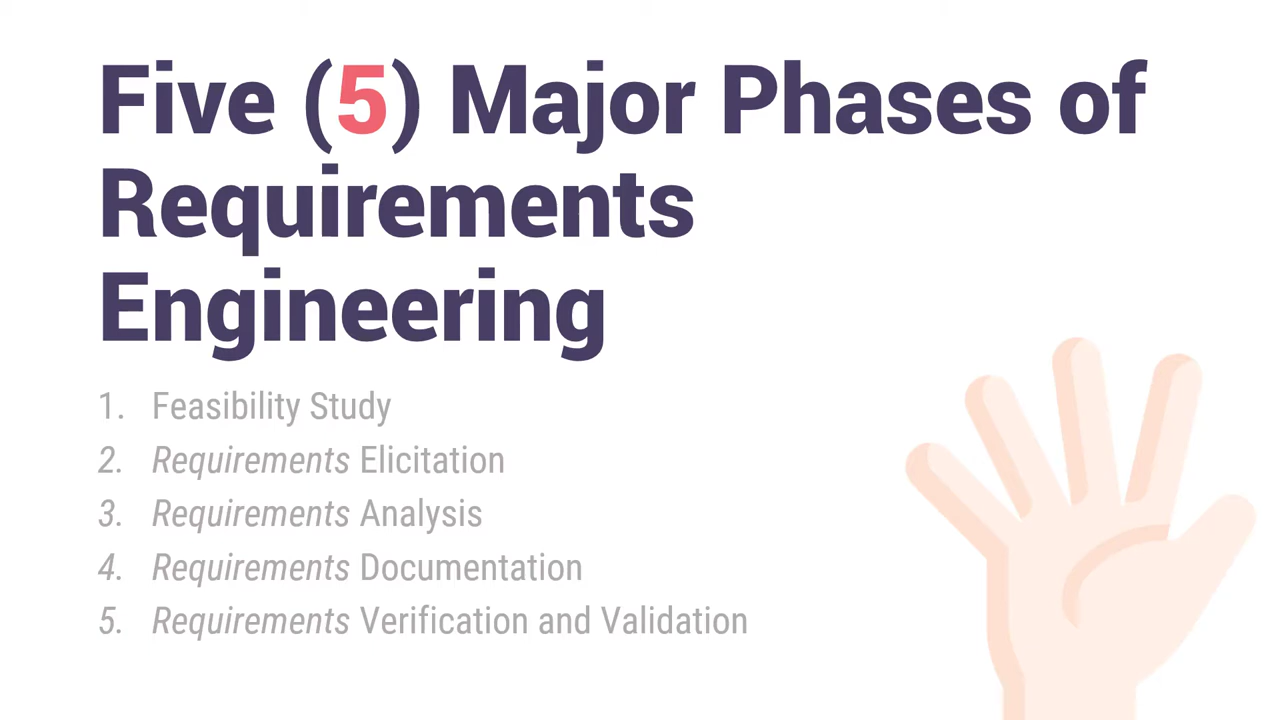 Five (5) Major Phases of
Requirements
Engineering
1. Feasibility Study
2. Requirements Elicitation
3. Requirements Analysis
4. Requirements Documentation
5. Requirements Verification and Validation